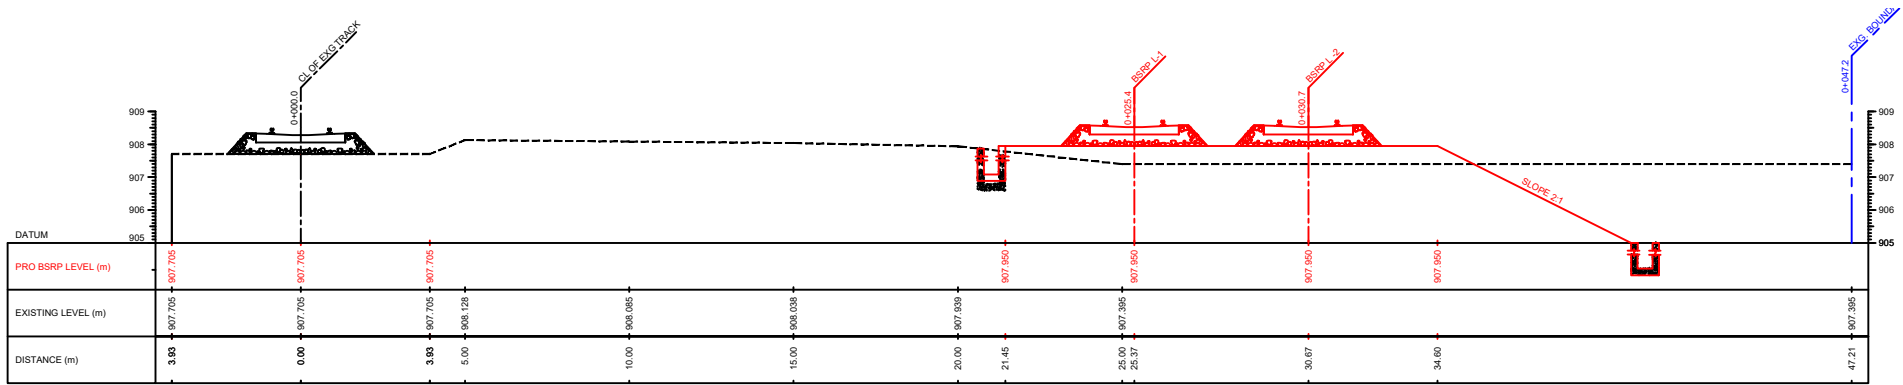 CL OF EXG TRACK
0+000.0
BSRP L-1
0+025.4
BSRP L -2
0+030.7
0+047.2
909
908
907
906
905
909
908
907
906
905
SLOPE 2:1
DATUM
PRO BSRP LEVEL (m)
907.705 907.705 907.705 907.950 907.950 907.950 907.950
EXISTING LEVEL (m)
907.705 907.705 907.705 908.128 908.085 908.038 907.939 907.395 907.395
DISTANCE (m)
3.93 0.00 3.93 5.00 10.00 15.00 20.00 21.45 25.00 25.37 30.67 34.60 47.21
EXG.